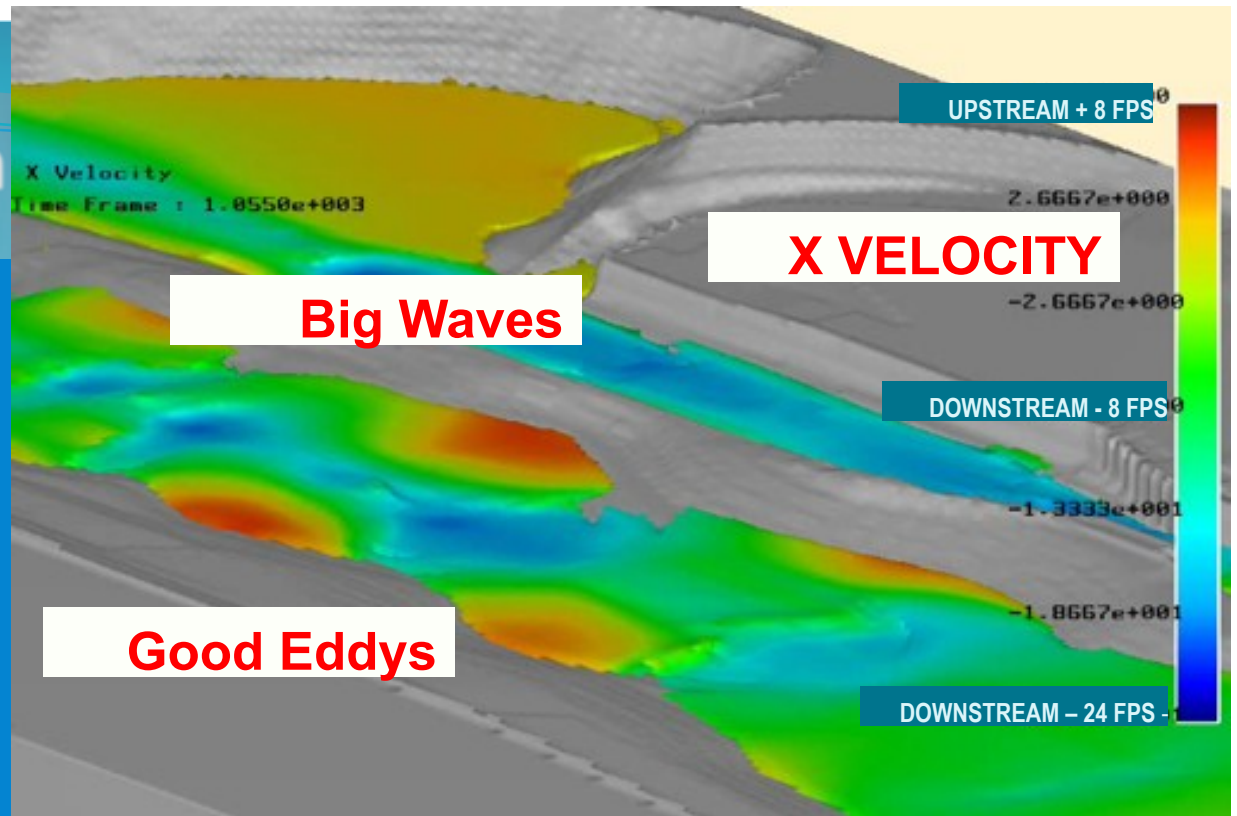 UPSTREAM + 8 FPS
X Velocity
Time Frame : 1.0550e+003
2.6667e+000
X VELOCITY
-2.6667e+000
Big Waves
DOWNSTREAM - 8 FPS
-1.3333e+001
-1.8667e+001
Good Eddys
DOWNSTREAM – 24 FPS